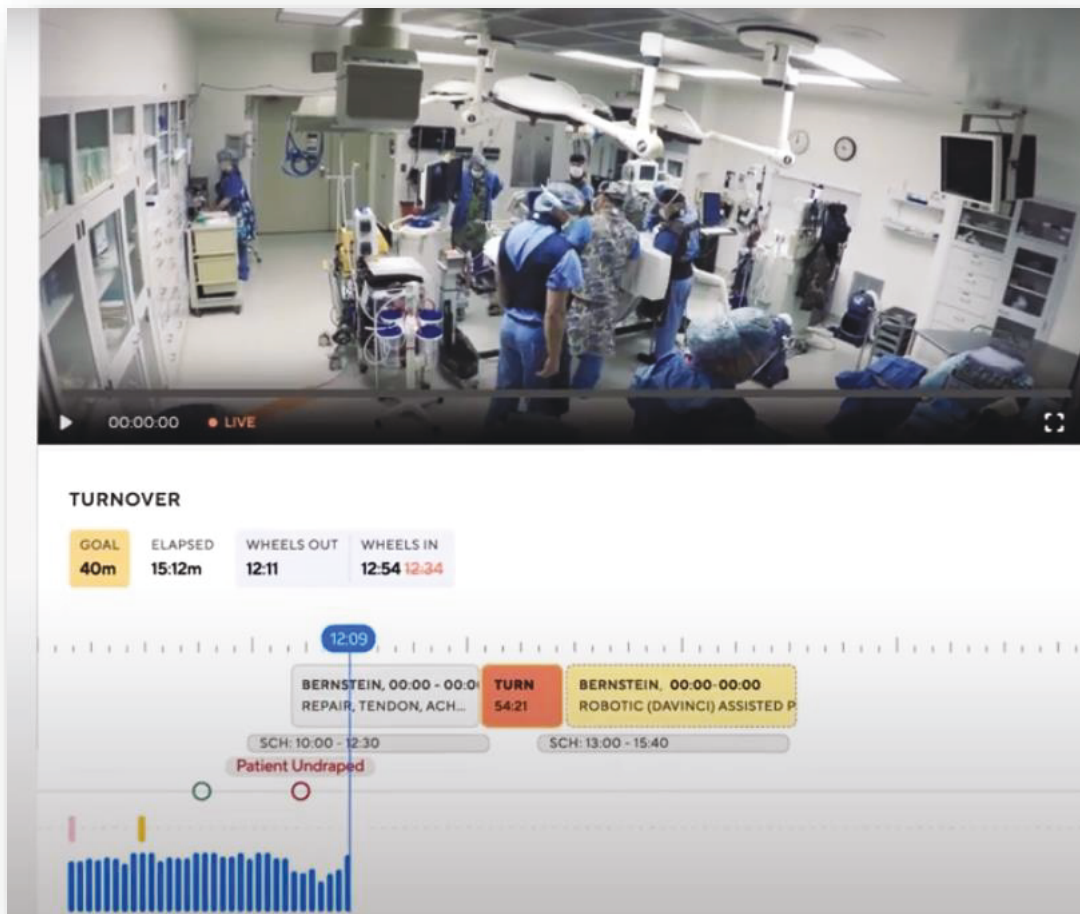 00:00:00 LIVE
TURNOVER
GOAL ELAPSED WHEELS OUT WHEELS IN
40m 15:12m 12:11 12:54 12:34
12:09
BERNSTEIN, 00:00 - 00:00 TURN BERNSTEIN, 00:00-00:00
REPAIR, TENDON, ACH... 54:21 ROBOTIC (DAVINCI) ASSISTED P
SCH: 10:00 - 12:30 SCH: 13:00 - 15:40
Patient Undraped